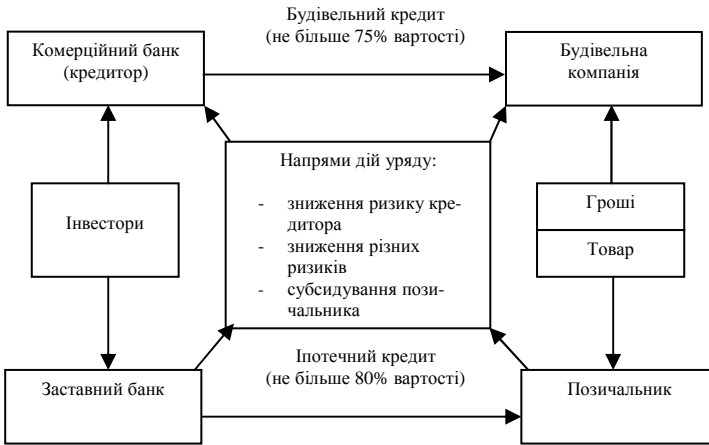 Будівельний кредит
(не більше 75% вартості)
Комерційний банк
(кредитор)
Будівельна
компанія
Напрями дій уряду:
- зниження ризику кре-
дитора
- зниження різних
ризиків
- субсидування пози-
чальника
Інвестори
Гроші
Товар
Іпотечний кредит
(не більше 80% вартості)
Заставний банк
Позичальник